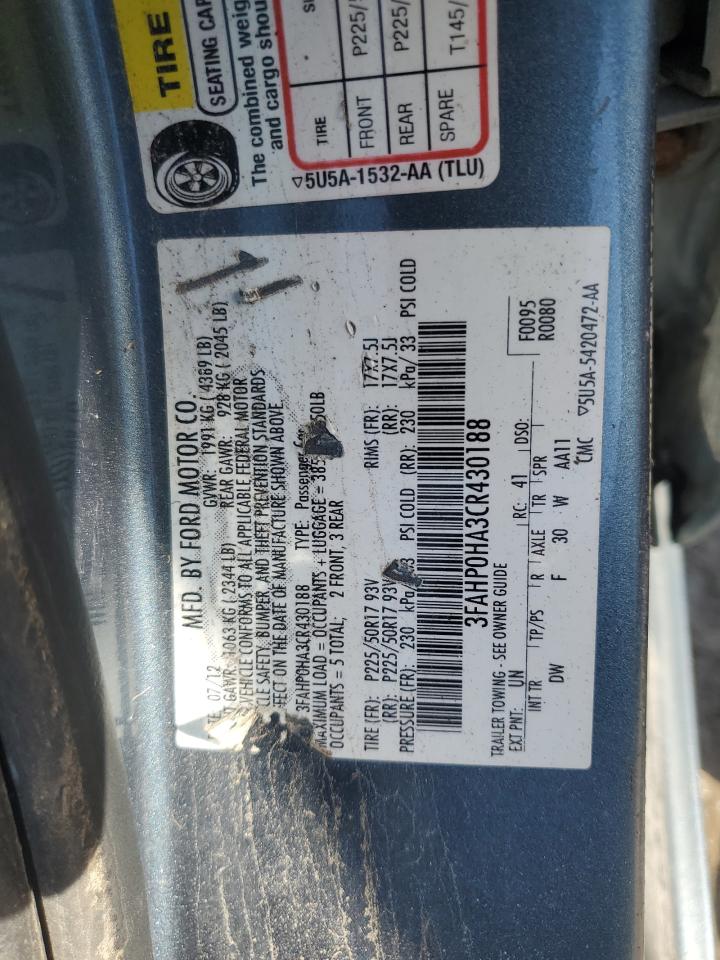 TIRE
SEATING CAP
The combined weig
and cargo shou
TIRE
FRONT P225/
REAR P225/
SPARE T145/
▽5U5A-1532-AA (TLU)
MFD. BY FORD MOTOR CO.
07/12 GVWR: 1991 KG ( 4389 LB)
GAWR: 1063 KG ( 2344 LB) REAR GAWR: 928 KG ( 2045 LB)
VEHICLE CONFORMS TO ALL APPLICABLE FEDERAL MOTOR
SAFETY, BUMPER, AND THEFT PREVENTION STANDARDS
ON THE DATE OF MANUFACTURE SHOWN ABOVE.
3FAHP0HA3CR430188 TYPE: Passenger
MAXIMUM LOAD = OCCUPANTS + LUGGAGE = 50LB
OCCUPANTS = 5 TOTAL; 2 FRONT, 3 REAR
TIRE (FR): P225/50R17 93V RIMS (FR): 17X7.5J
(RR): P225/50R17 93V (RR): 17X7.5J
PRESSURE (FR): 230 kPa/ PSI COLD (RR): 230 kPa/ 33 PSI COLD
3FAHP0HA3CR430188
TRAILER TOWING - SEE OWNER GUIDE
F0095
R0080
EXT PNT: UN RC: 41 DSO:
INT TR TP/PS R AXLE TR SPR
DW F 30 W AA11
CMC ▽5U5A-5420472-AA